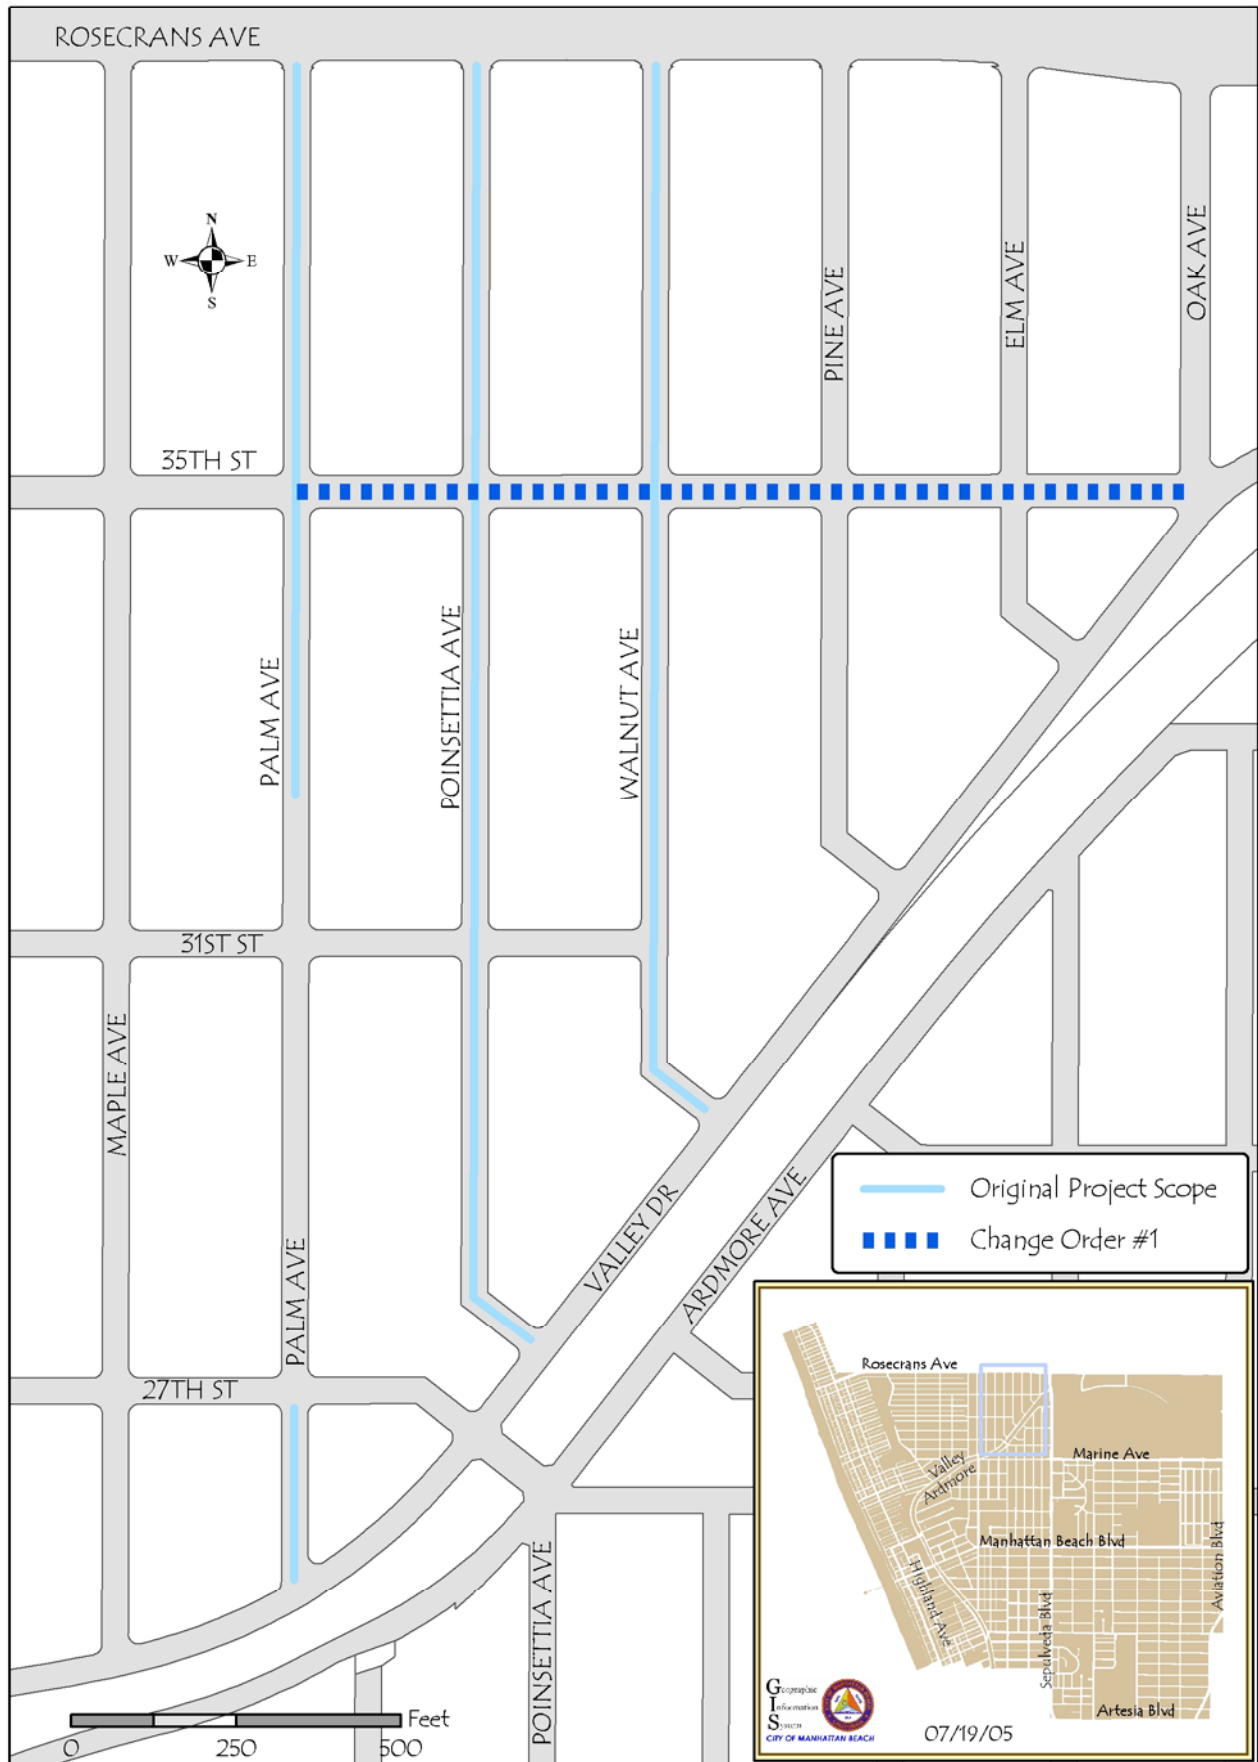 ROSECRANS AVE
N
W E
S
PINE AVE
ELM AVE
OAK AVE
35TH ST
PALM AVE
POINSETTIA AVE
WALNUT AVE
31ST ST
MAPLE AVE
PALM AVE
VALLEY DR
ARDMORE AVE
27TH ST
POINSETTIA AVE
Original Project Scope
Change Order #1
Rosecrans Ave
Marine Ave
Valley
Ardmore
Manhattan Beach Blvd
Highland Ave
Sepulveda Blvd
Aviation Blvd
Artesia Blvd
Geographic
Information
System
CITY OF MANHATTAN BEACH
07/19/05
Feet
0 250 500